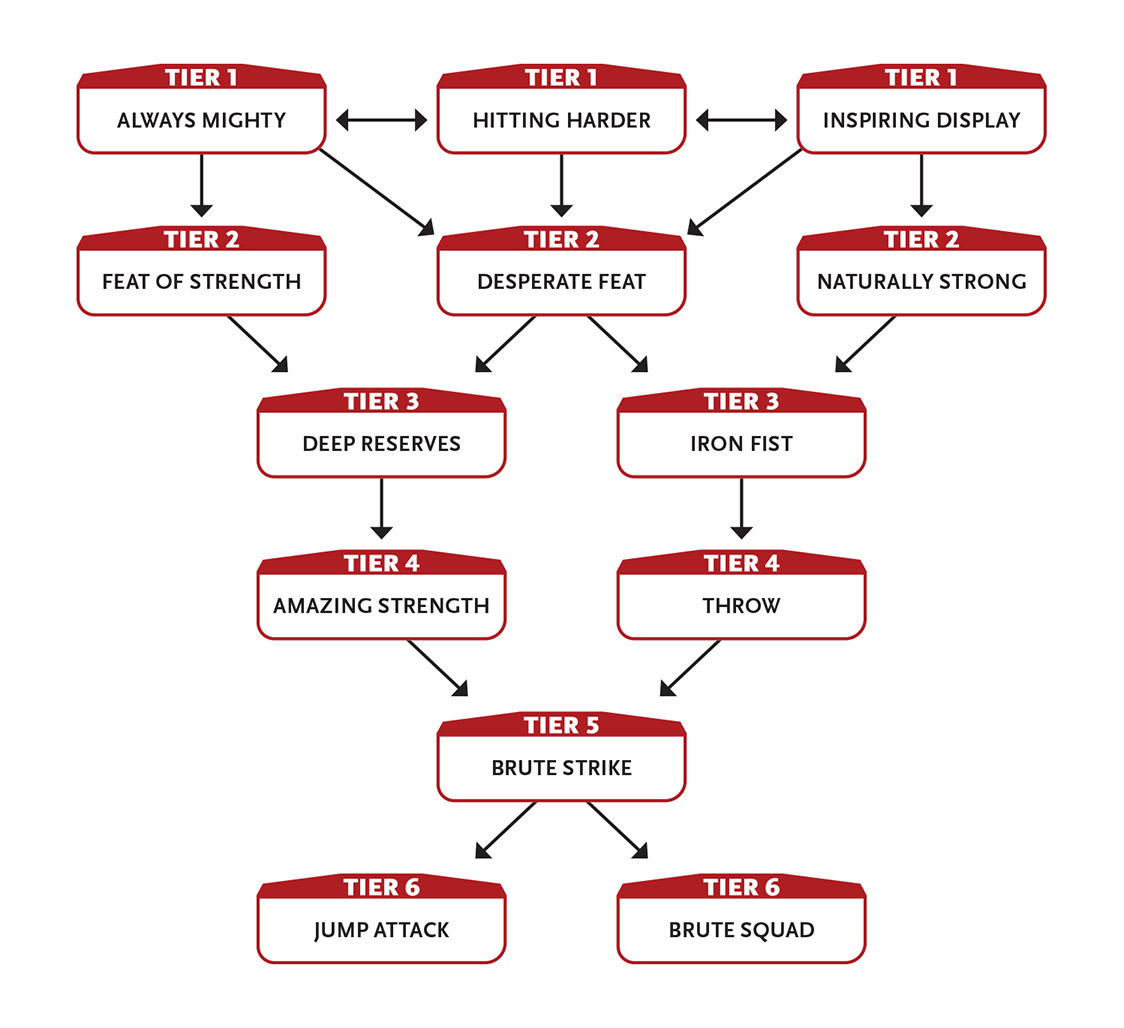 TIER 1
ALWAYS MIGHTY
TIER 1
HITTING HARDER
TIER 1
INSPIRING DISPLAY
TIER 2
FEAT OF STRENGTH
TIER 2
DESPERATE FEAT
TIER 2
NATURALLY STRONG
TIER 3
DEEP RESERVES
TIER 3
IRON FIST
TIER 4
AMAZING STRENGTH
TIER 4
THROW
TIER 5
BRUTE STRIKE
TIER 6
JUMP ATTACK
TIER 6
BRUTE SQUAD